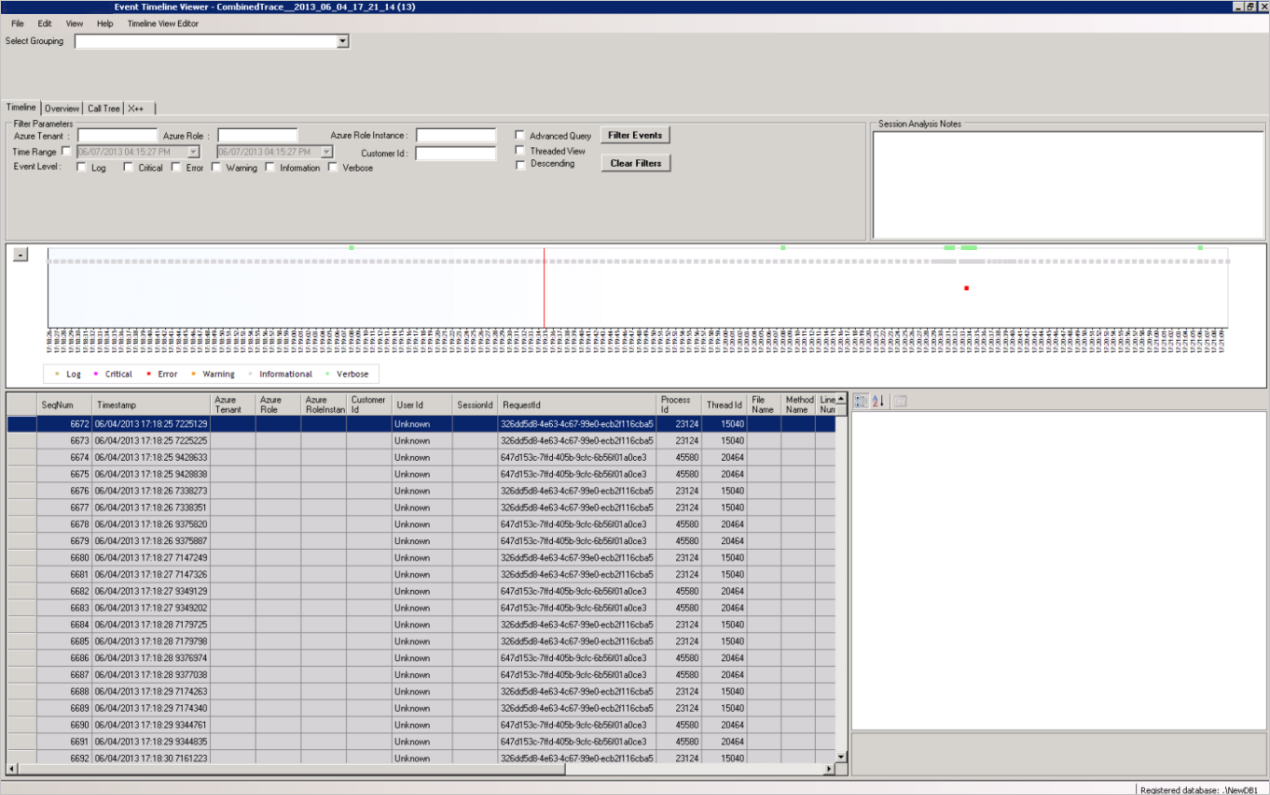 Event Timeline Viewer - CombinedTrace__2013_06_04_17_21_14 (13)
File Edit View Help Timeline View Editor
Select Grouping
Timeline Overview Call Tree X++
Filter Parameters
Azure Tenant : Azure Role : Azure Role Instance : Advanced Query Filter Events
Time Range 06/07/2013 04:15:27 PM 06/07/2013 04:15:27 PM Customer Id : Threaded View
Event Level : Log Critical Error Warning Information Verbose Descending Clear Filters
Session Analysis Notes
-
Log Critical Error Warning Informational Verbose
SeqNum Timestamp Azure Tenant Azure Role Azure RoleInstan Customer Id User Id SessionId RequestId Process Id Thread Id File Name Method Name Line Num
6672 06/04/2013 17:18:25 7225129 Unknown 326dd5d8-4e63-4c67-99e0-ecb2f116cba5 23124 15040
6673 06/04/2013 17:18:25 7225225 Unknown 326dd5d8-4e63-4c67-99e0-ecb2f116cba5 23124 15040
6674 06/04/2013 17:18:25 9428633 Unknown 647d153c-7ffd-405b-9cfc-6b56f01a0ce3 45580 20464
6675 06/04/2013 17:18:25 9428838 Unknown 647d153c-7ffd-405b-9cfc-6b56f01a0ce3 45580 20464
6676 06/04/2013 17:18:26 7338273 Unknown 326dd5d8-4e63-4c67-99e0-ecb2f116cba5 23124 15040
6677 06/04/2013 17:18:26 7338351 Unknown 326dd5d8-4e63-4c67-99e0-ecb2f116cba5 23124 15040
6678 06/04/2013 17:18:26 9375820 Unknown 647d153c-7ffd-405b-9cfc-6b56f01a0ce3 45580 20464
6679 06/04/2013 17:18:26 9375887 Unknown 647d153c-7ffd-405b-9cfc-6b56f01a0ce3 45580 20464
6680 06/04/2013 17:18:27 7147249 Unknown 326dd5d8-4e63-4c67-99e0-ecb2f116cba5 23124 15040
6681 06/04/2013 17:18:27 7147326 Unknown 326dd5d8-4e63-4c67-99e0-ecb2f116cba5 23124 15040
6682 06/04/2013 17:18:27 9349129 Unknown 647d153c-7ffd-405b-9cfc-6b56f01a0ce3 45580 20464
6683 06/04/2013 17:18:27 9349202 Unknown 647d153c-7ffd-405b-9cfc-6b56f01a0ce3 45580 20464
6684 06/04/2013 17:18:28 7179725 Unknown 326dd5d8-4e63-4c67-99e0-ecb2f116cba5 23124 15040
6685 06/04/2013 17:18:28 7179798 Unknown 326dd5d8-4e63-4c67-99e0-ecb2f116cba5 23124 15040
6686 06/04/2013 17:18:28 9376974 Unknown 647d153c-7ffd-405b-9cfc-6b56f01a0ce3 45580 20464
6687 06/04/2013 17:18:28 9377038 Unknown 647d153c-7ffd-405b-9cfc-6b56f01a0ce3 45580 20464
6688 06/04/2013 17:18:29 7174263 Unknown 326dd5d8-4e63-4c67-99e0-ecb2f116cba5 23124 15040
6689 06/04/2013 17:18:29 7174340 Unknown 326dd5d8-4e63-4c67-99e0-ecb2f116cba5 23124 15040
6690 06/04/2013 17:18:29 9344761 Unknown 647d153c-7ffd-405b-9cfc-6b56f01a0ce3 45580 20464
6691 06/04/2013 17:18:29 9344835 Unknown 647d153c-7ffd-405b-9cfc-6b56f01a0ce3 45580 20464
6692 06/04/2013 17:18:30 7161223 Unknown 326dd5d8-4e63-4c67-99e0-ecb2f116cba5 23124 15040
Registered database: .\NewDB1